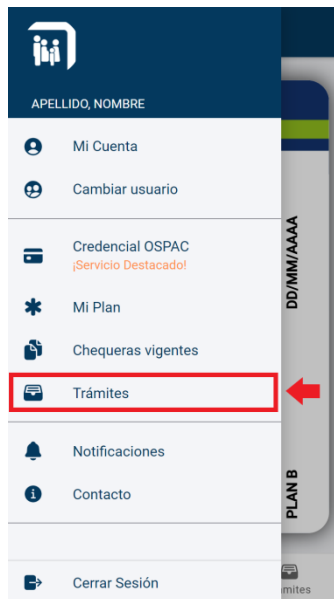 APELLIDO, NOMBRE
Mi Cuenta
Cambiar usuario
Credencial OSPAC
¡Servicio Destacado!
Mi Plan
Chequeras vigentes
Trámites
Notificaciones
Contacto
Cerrar Sesión
DD/MM/AAAA
PLAN B
mites